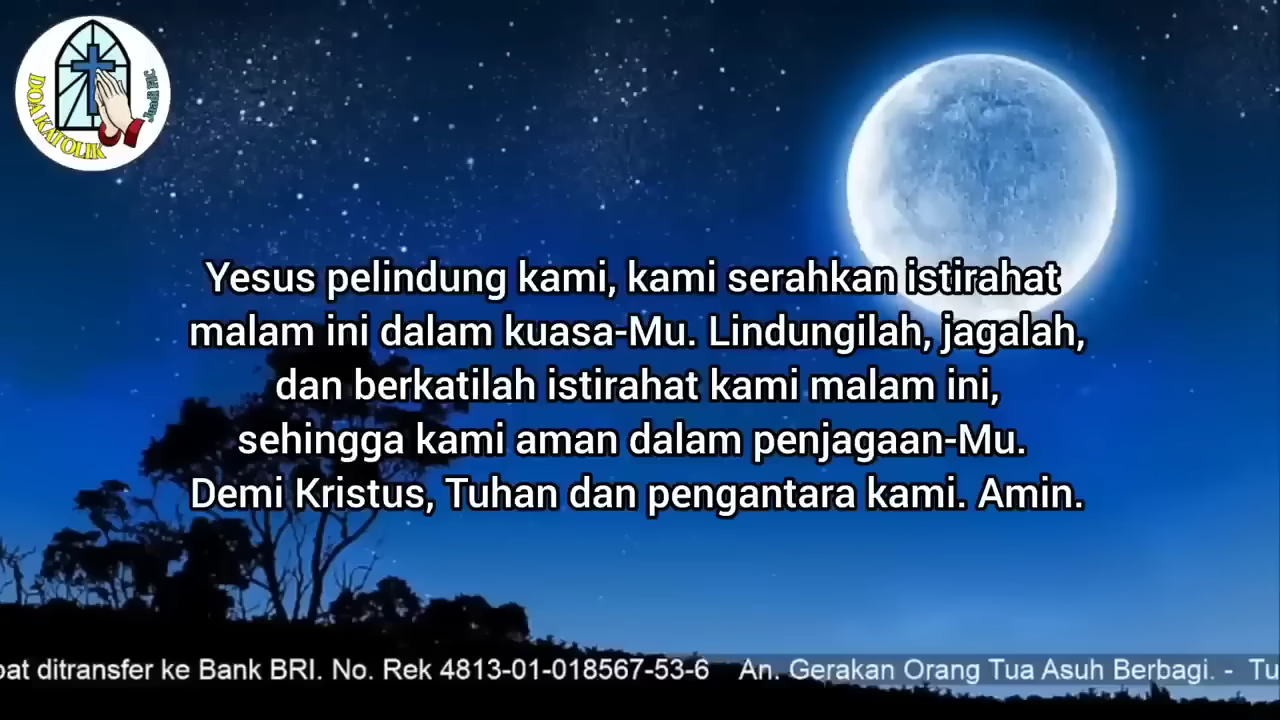 DOA KATOLIK
Yesus pelindung kami, kami serahkan istirahat
malam ini dalam kuasa-Mu. Lindungilah, jagalah,
dan berkatilah istirahat kami malam ini,
sehingga kami aman dalam penjagaan-Mu.
Demi Kristus, Tuhan dan pengantara kami. Amin.
ditransfer ke Bank BRI. No. Rek 4813-01-018567-53-6 An. Gerakan Orang Tua Asuh Berbagi. -